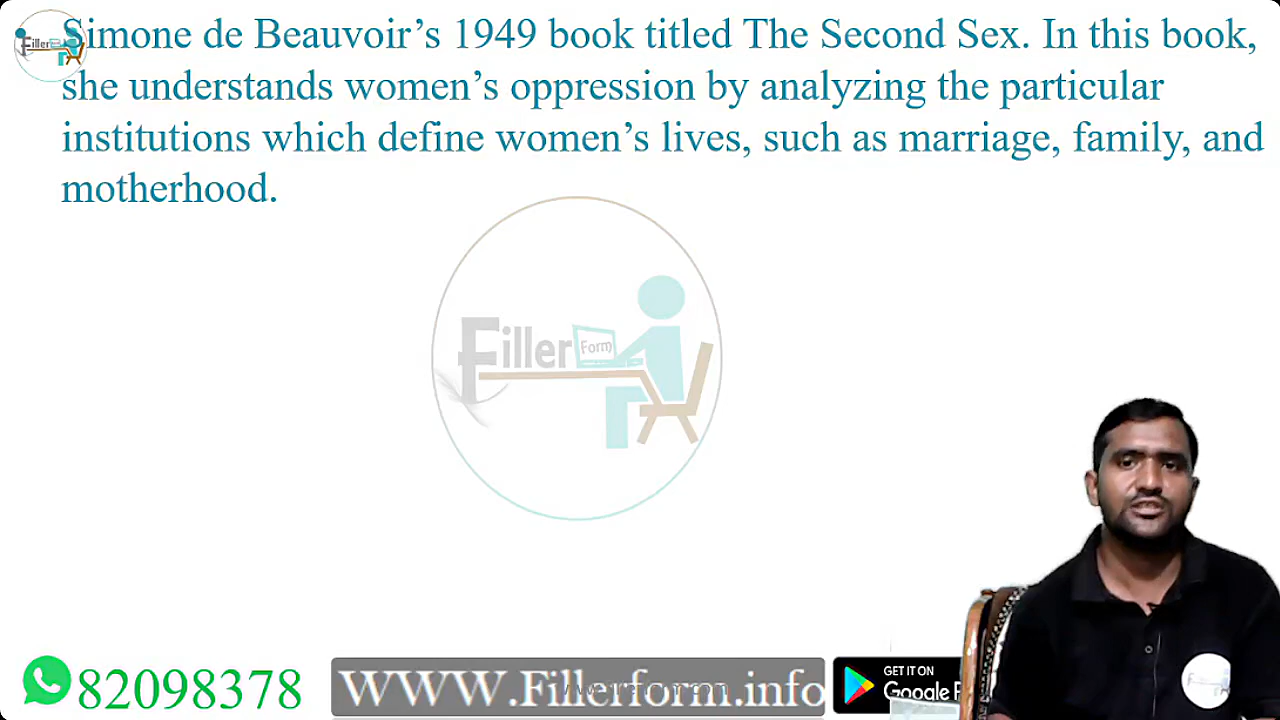 Simone de Beauvoir’s 1949 book titled The Second Sex. In this book,
she understands women’s oppression by analyzing the particular
institutions which define women’s lives, such as marriage, family, and
motherhood.
Filler Form
82098378
WWW.Fillerform.info
GET IT ON
Google